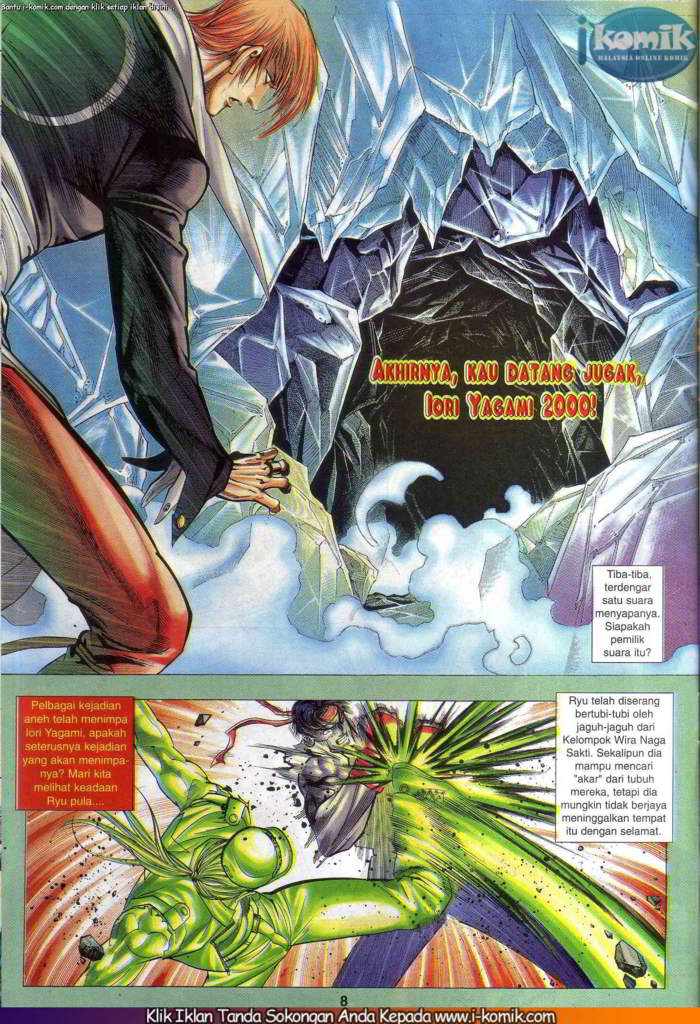 Bantu i-komik.com dengan klik setiap iklan disini
i komik
MALAYSIA ONLINE KOMIK
AKHIRNYA, KAU DATANG JUGAK,
IORI YAGAMI 2000!
Tiba-tiba,
terdengar
satu suara
menyapanya.
Siapakah
pemilik
suara itu?
Pelbagai kejadian
aneh telah menimpa
Iori Yagami, apakah
seterusnya kejadian
yang akan menimpa-
nya? Mari kita
melihat keadaan
Ryu pula....
Ryu telah diserang
bertubi-tubi oleh
jaguh-jaguh dari
Kelompok Wira Naga
Sakti. Sekalipun dia
mampu mencari
"akar" dari tubuh
mereka, tetapi dia
mungkin tidak berjaya
meninggalkan tempat
itu dengan selamat.
8
Klik Iklan Tanda Sokongan Anda Kepada www.i-komik.com